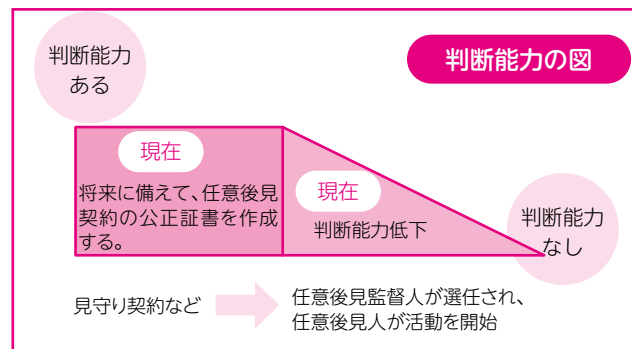 判断能力
ある
判断能力の図
現在
将来に備えて、任意後見
契約の公正証書を作成
する。
現在
判断能力低下
判断能力
なし
見守り契約など
任意後見監督人が選任され、
任意後見人が活動を開始